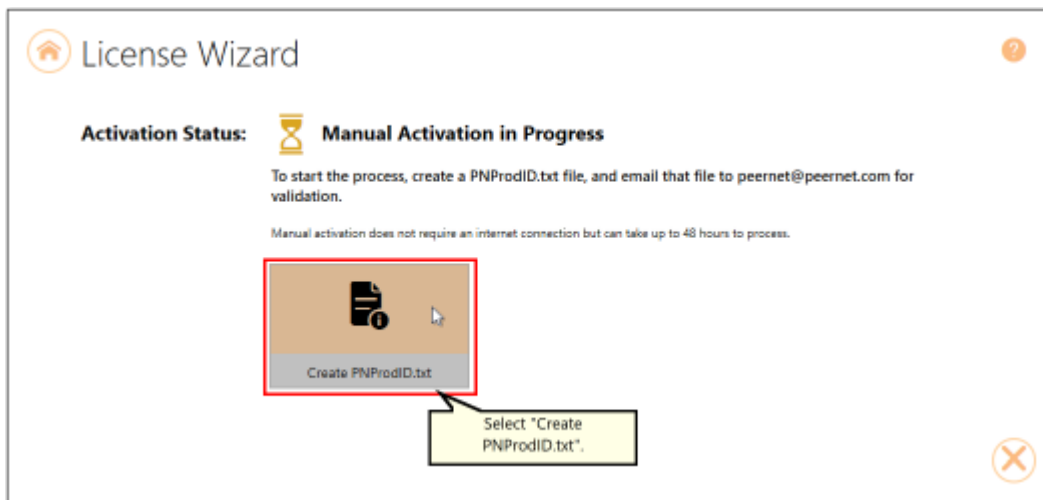 License Wizard
?
Activation Status:
Manual Activation in Progress
To start the process, create a PNProdID.txt file, and email that file to peernet@peernet.com for
validation.
Manual activation does not require an internet connection but can take up to 48 hours to process.
Create PNProdID.txt
Select "Create
PNProdID.txt".